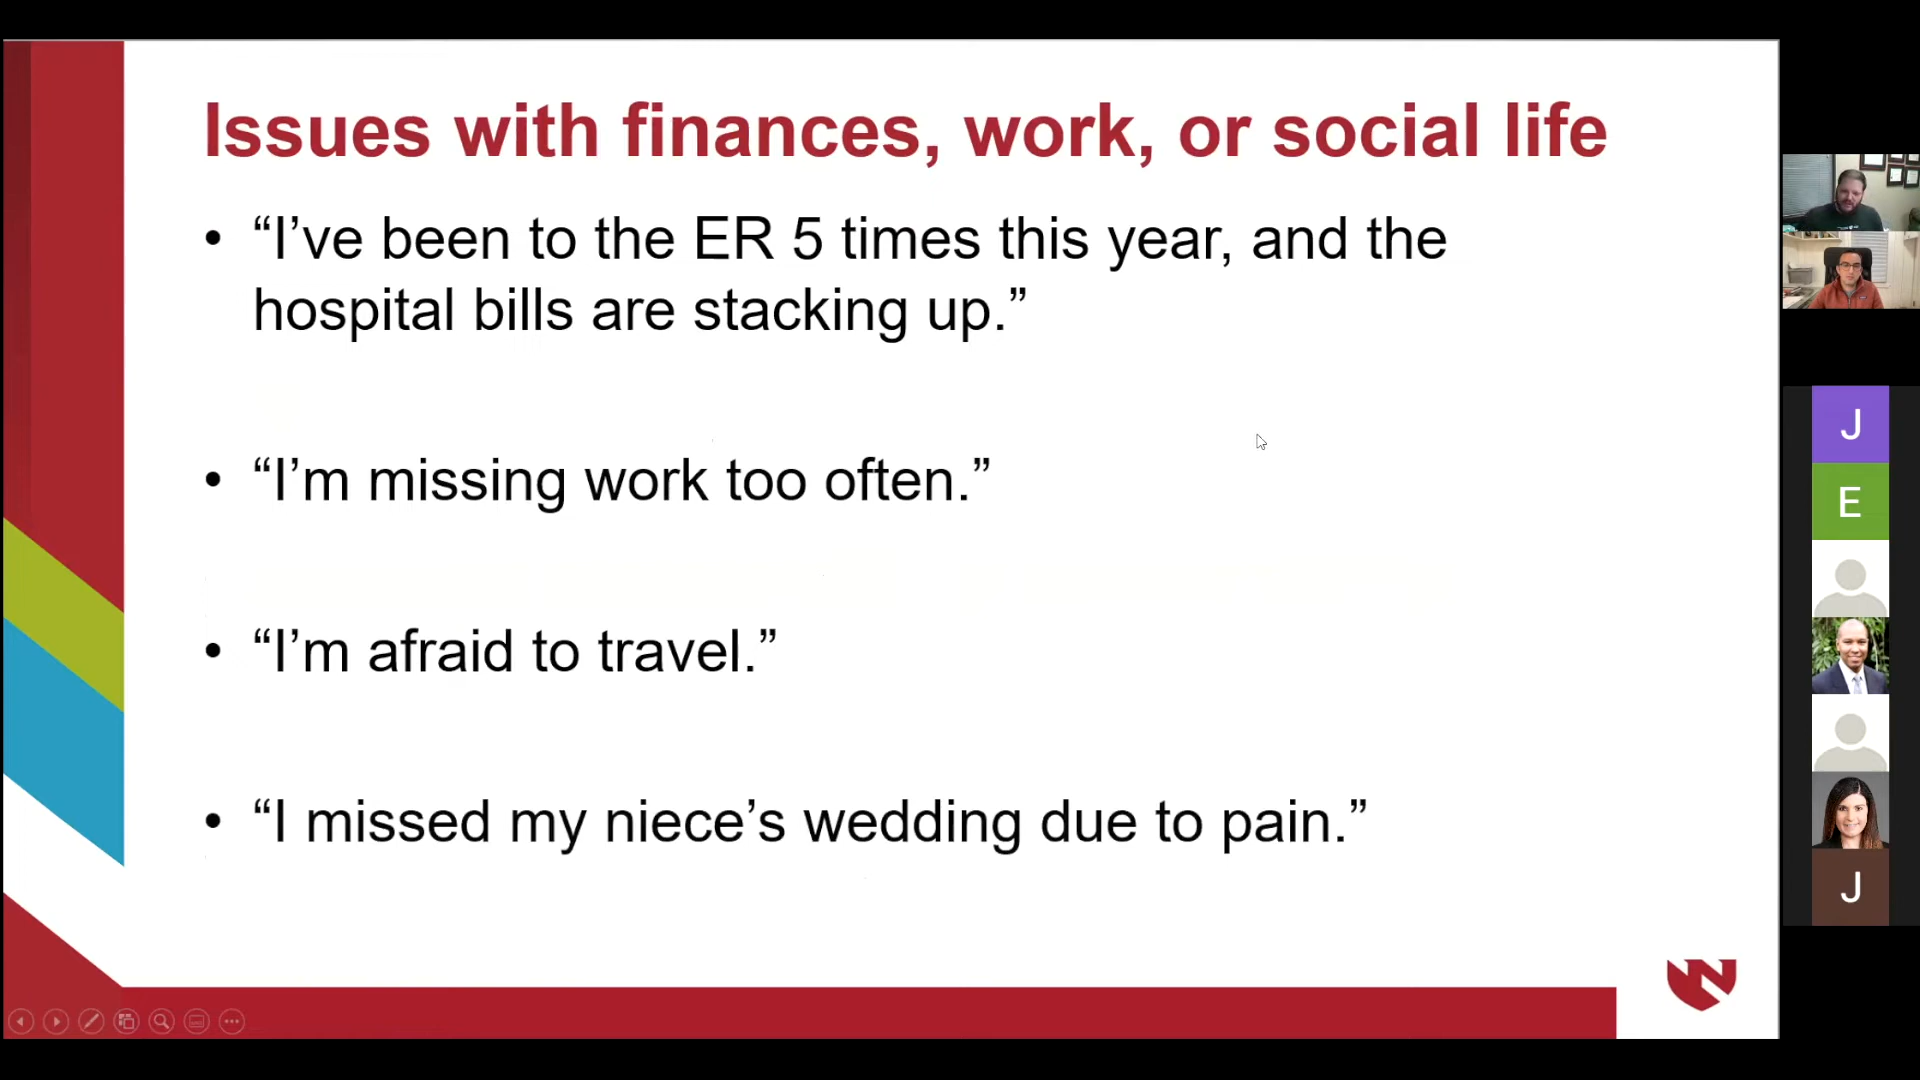 Issues with finances, work, or social life
• “I’ve been to the ER 5 times this year, and the
hospital bills are stacking up.”
• “I’m missing work too often.”
• “I’m afraid to travel.”
• “I missed my niece’s wedding due to pain.”
J
E
J
N